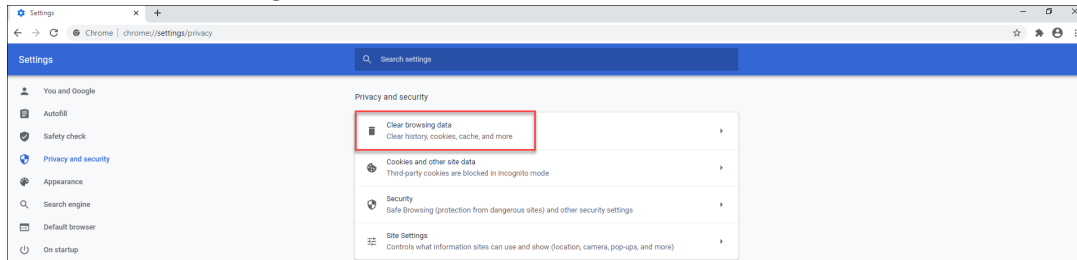 Settings
Chrome | chrome://settings/privacy
Settings
Search settings
You and Google
Autofill
Safety check
Privacy and security
Appearance
Search engine
Default browser
On startup
Privacy and security
Clear browsing data
Clear history, cookies, cache, and more
Cookies and other site data
Third-party cookies are blocked in Incognito mode
Security
Safe Browsing (protection from dangerous sites) and other security settings
Site Settings
Controls what information sites can use and show (location, camera, pop-ups, and more)